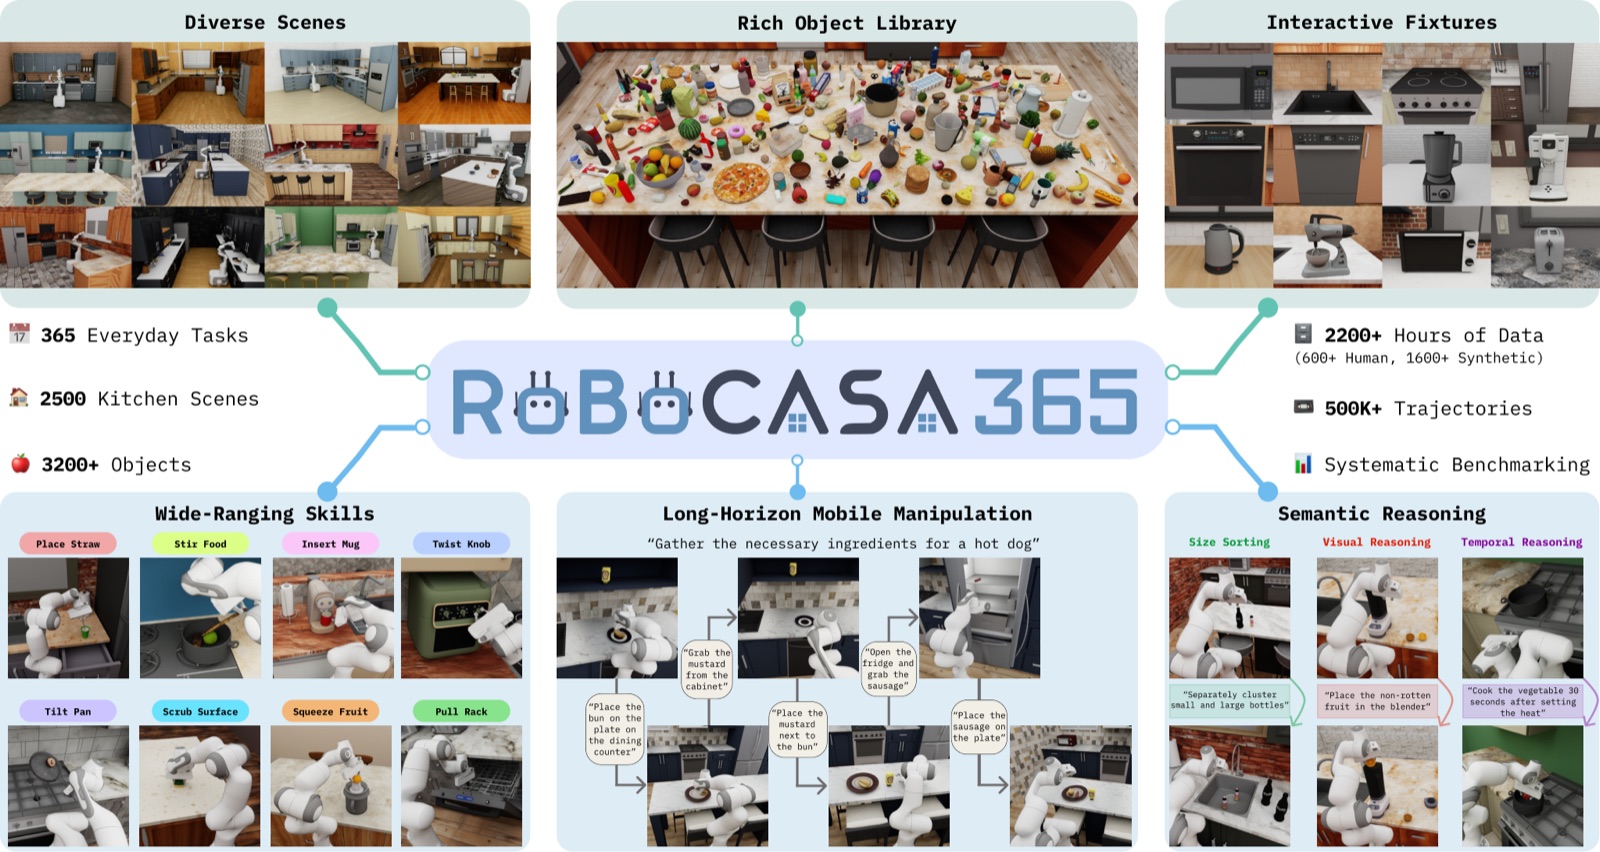 Diverse Scenes
Rich Object Library
Interactive Fixtures
365 Everyday Tasks
2500 Kitchen Scenes
3200+ Objects
ROBOCASA 365
2200+ Hours of Data
(600+ Human, 1600+ Synthetic)
500K+ Trajectories
Systematic Benchmarking
Wide-Ranging Skills
Place Straw
Stir Food
Insert Mug
Twist Knob
Tilt Pan
Scrub Surface
Squeeze Fruit
Pull Rack
Long-Horizon Mobile Manipulation
“Gather the necessary ingredients for a hot dog”
“Place the
bun on the
plate on
the dining
counter”
“Grab the
mustard
from the
cabinet”
“Place the
mustard
next to
the bun”
“Open the
fridge and
grab the
sausage”
“Place the
sausage on
the plate”
Semantic Reasoning
Size Sorting
Visual Reasoning
Temporal Reasoning
“Separately cluster
small and large bottles”
“Place the non-rotten
fruit in the blender”
“Cook the vegetable 30
seconds after setting
the heat”